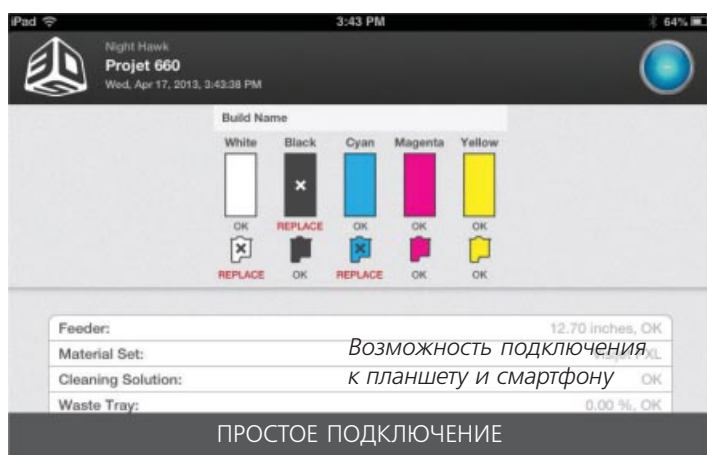 iPad 3:43 PM 64%
Night Hawk
Projet 660
Wed, Apr 17, 2013, 3:43:38 PM
Build Name
White Black Cyan Magenta Yellow
OK REPLACE OK OK OK
REPLACE OK REPLACE OK OK
Feeder: 12.70 inches, OK
Material Set: XL
Возможность подключения
Cleaning Solution: OK
к планшету и смартфону
Waste Tray: 0.00 %, OK
ПРОСТОЕ ПОДКЛЮЧЕНИЕ